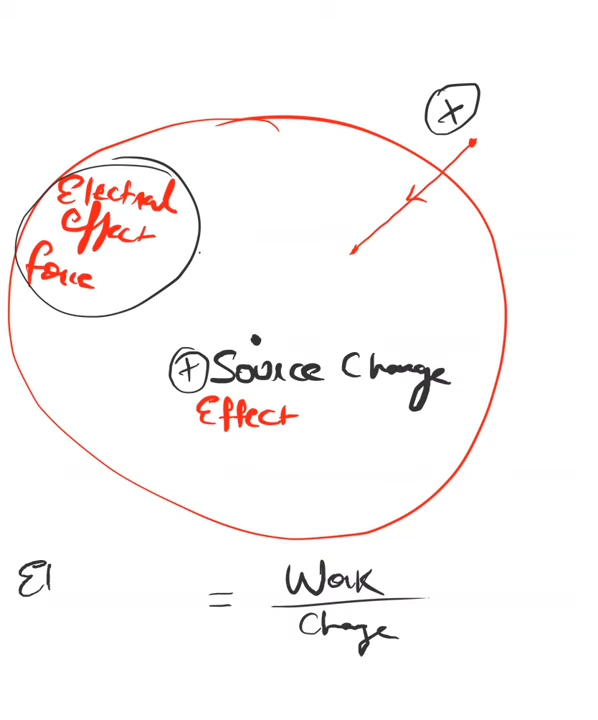 +
Electrical
Effect
force
+ Source Charge
Effect
El
= Work
Charge